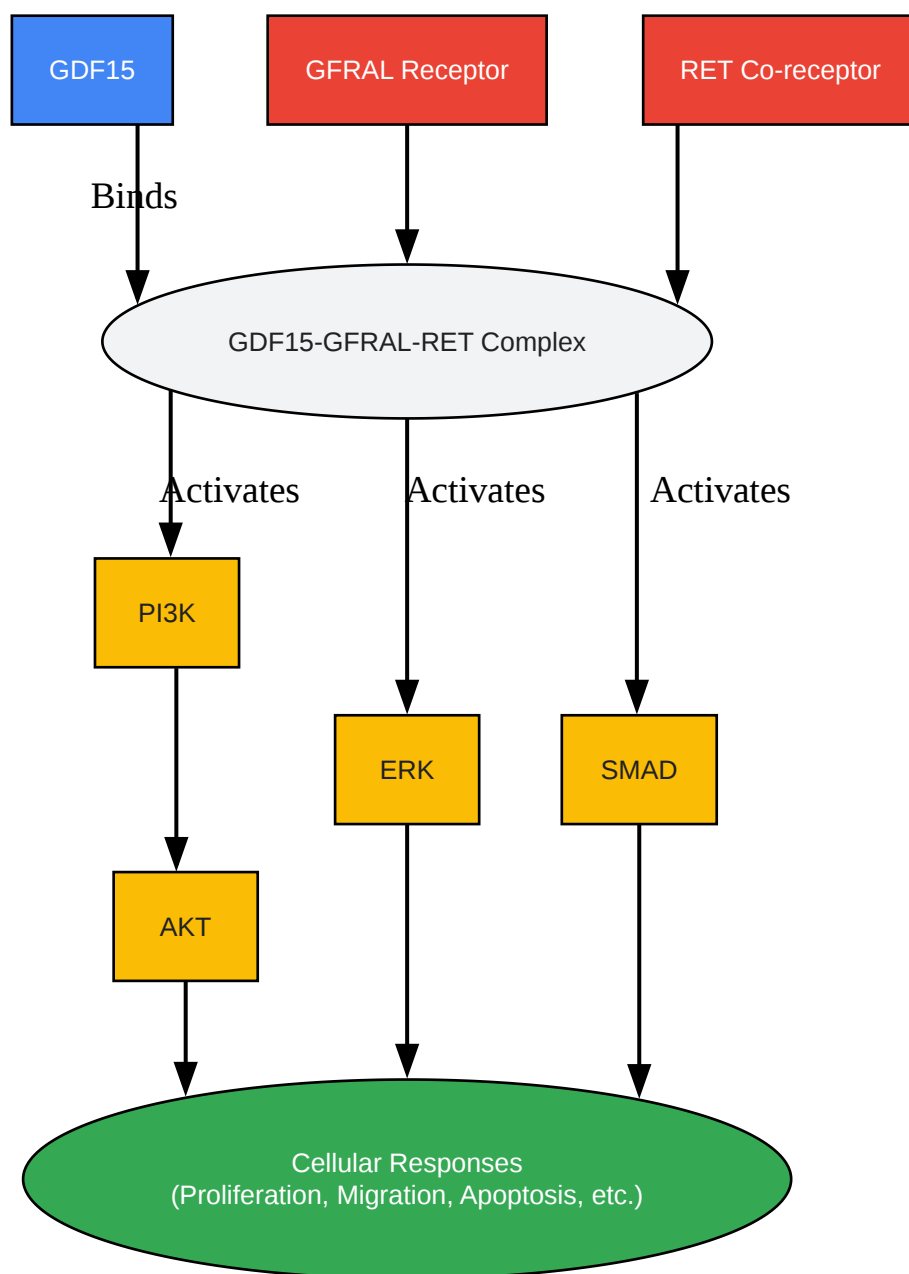 GDF15
GFRAL Receptor
RET Co-receptor
Binds
GDF15-GFRAL-RET Complex
Activates
Activates
Activates
PI3K
ERK
SMAD
AKT
Cellular Responses
(Proliferation, Migration, Apoptosis, etc.)